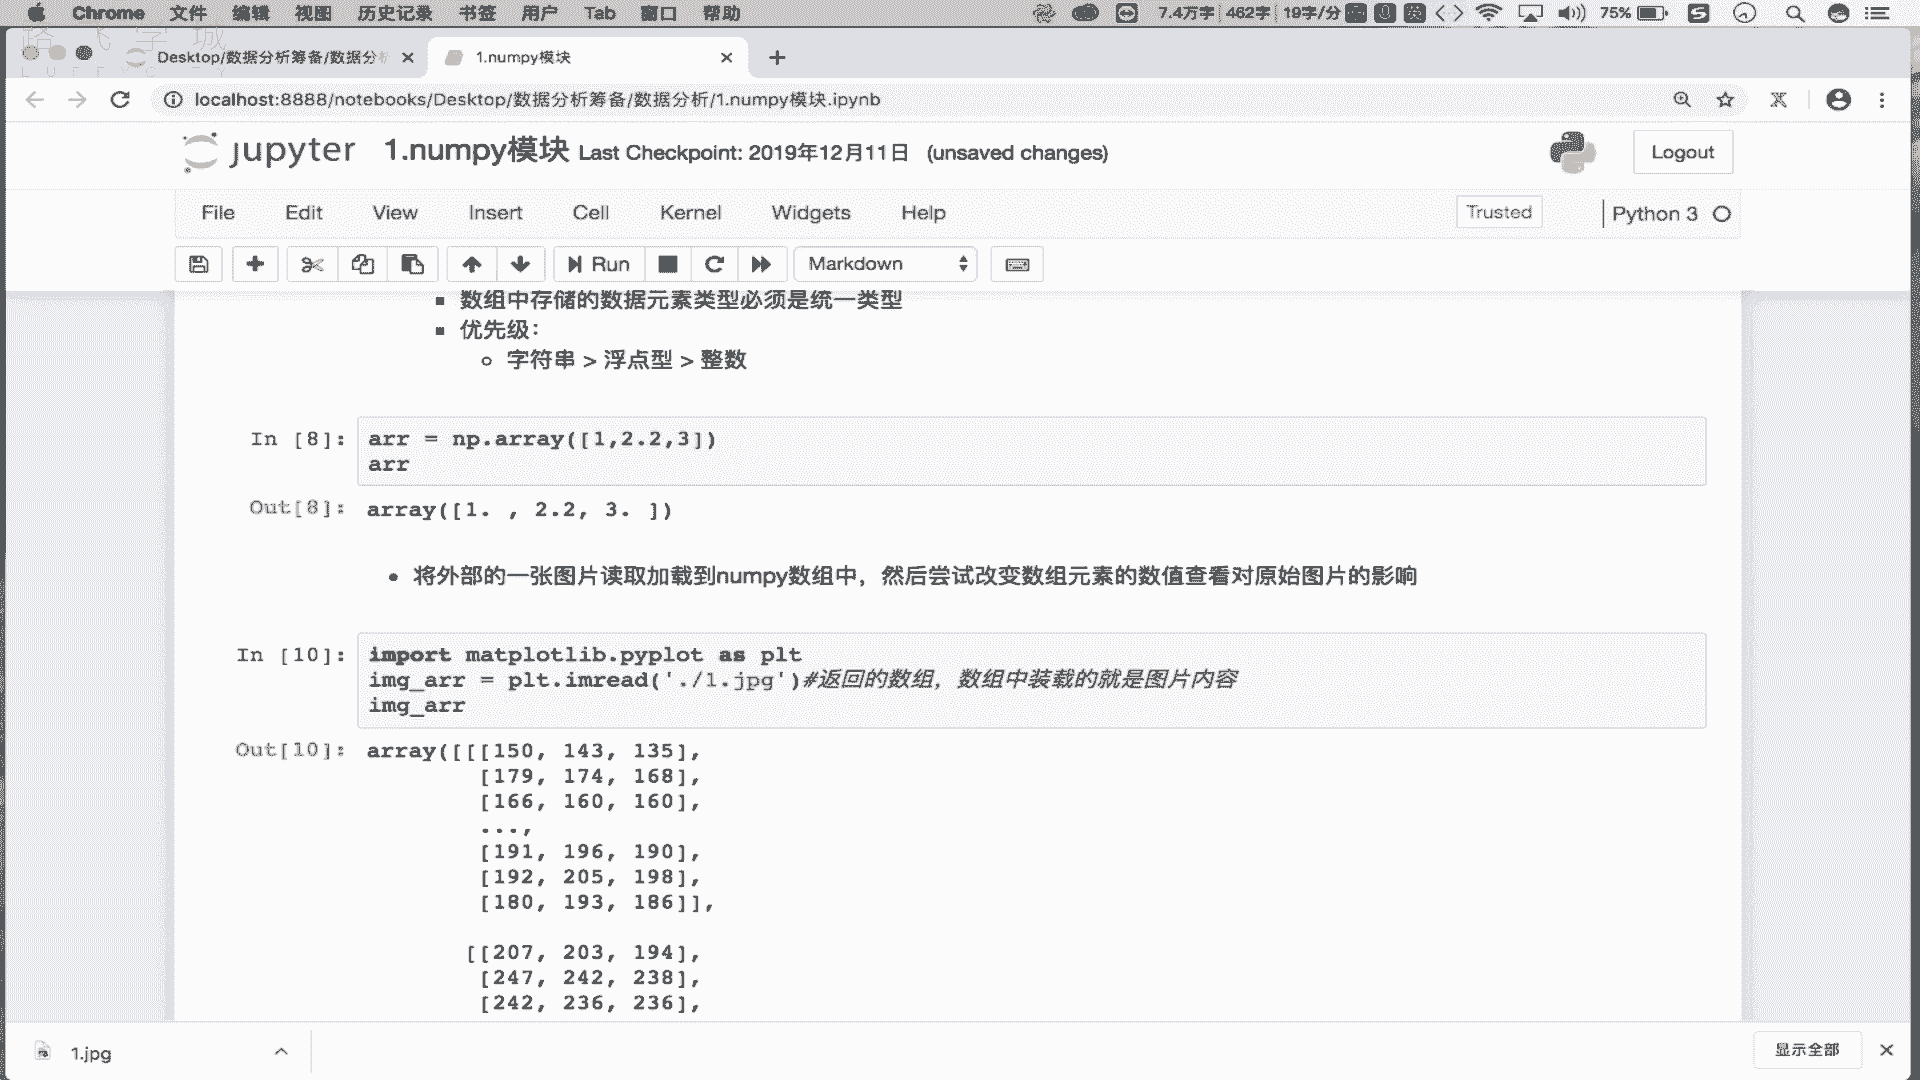 Chrome 文件 编辑 视图 历史记录 书签 用户 Tab 窗口 帮助 7.4万字 462字 19字/分 英 75%
路飞学城
Desktop/数据分析筹备/数据分析 1.numpy模块
localhost:8888/notebooks/Desktop/数据分析筹备/数据分析/1.numpy模块.ipynb
jupyter 1.numpy模块 Last Checkpoint: 2019年12月11日 (unsaved changes) Logout
File Edit View Insert Cell Kernel Widgets Help Trusted Python 3
Run Markdown
数组中存储的数据元素类型必须是统一类型
优先级：
字符串 > 浮点型 > 整数
In [8]: arr = np.array([1,2.2,3])
arr
Out[8]: array([1. , 2.2, 3. ])
将外部的一张图片读取加载到numpy数组中，然后尝试改变数组元素的数值查看对原始图片的影响
In [10]: import matplotlib.pyplot as plt
img_arr = plt.imread('./1.jpg')#返回的数组，数组中装载的就是图片内容
img_arr
Out[10]: array([[[150, 143, 135],
[179, 174, 168],
[166, 160, 160],
...,
[191, 196, 190],
[192, 205, 198],
[180, 193, 186]],
[[207, 203, 194],
[247, 242, 238],
[242, 236, 236],
1.jpg 显示全部